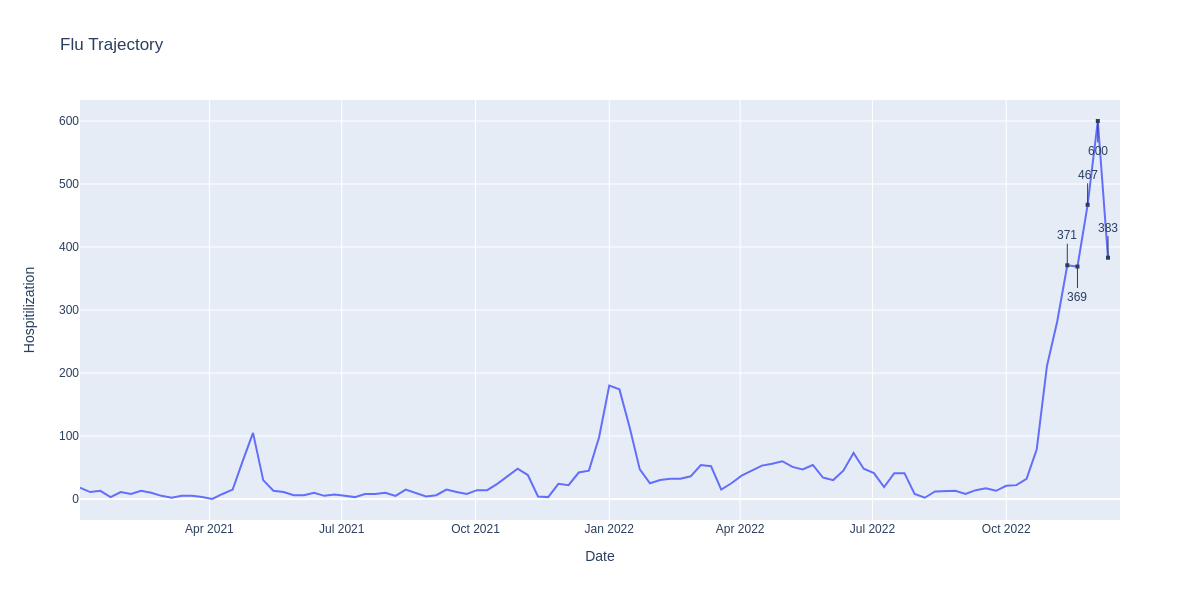 Flu Trajectory
600
500
400
300
200
100
0
600
467
383
371
369
Apr 2021
Jul 2021
Oct 2021
Jan 2022
Apr 2022
Jul 2022
Oct 2022
Date
Hospitilization